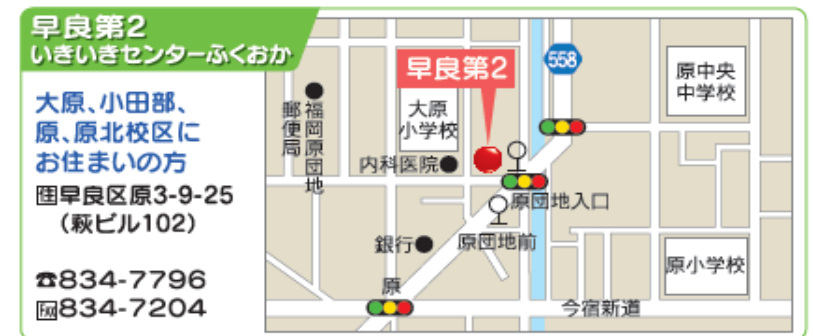 早良第2
いきいきセンターふくおか
大原、小田部、
原、原北校区に
お住まいの方
住早良区原3-9-25
（萩ビル102）
☎834-7796
FAX834-7204
早良第2
558
原中央
中学校
大原
小学校
福岡原団地
郵便局
内科医院
原団地入口
原団地前
銀行
原
原小学校
今宿新道